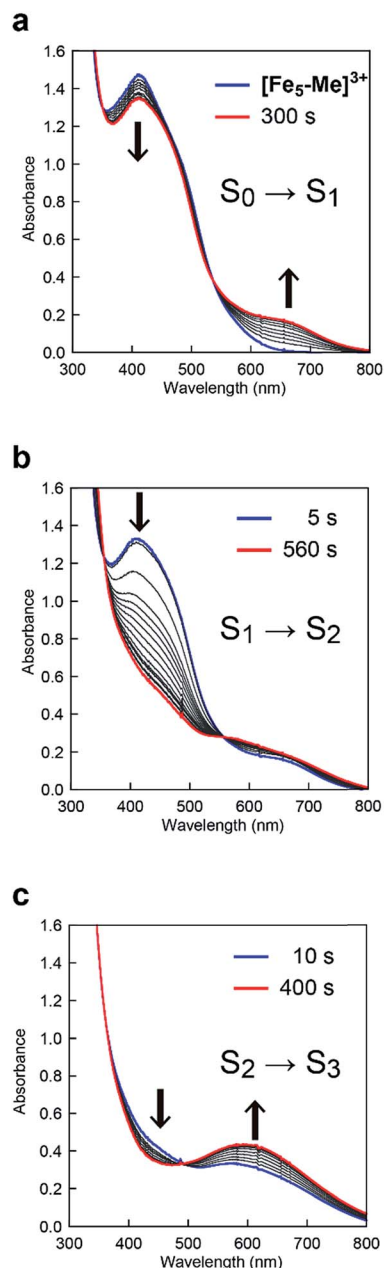 a
1.6
1.4
1.2
1.0
0.8
0.6
0.4
0.2
0.0
Absorbance
[Fe₅-Me]³⁺
300 s
S₀ → S₁
300 400 500 600 700 800
Wavelength (nm)
b
1.6
1.4
1.2
1.0
0.8
0.6
0.4
0.2
0.0
Absorbance
5 s
560 s
S₁ → S₂
300 400 500 600 700 800
Wavelength (nm)
c
1.6
1.4
1.2
1.0
0.8
0.6
0.4
0.2
0.0
Absorbance
10 s
400 s
S₂ → S₃
300 400 500 600 700 800
Wavelength (nm)